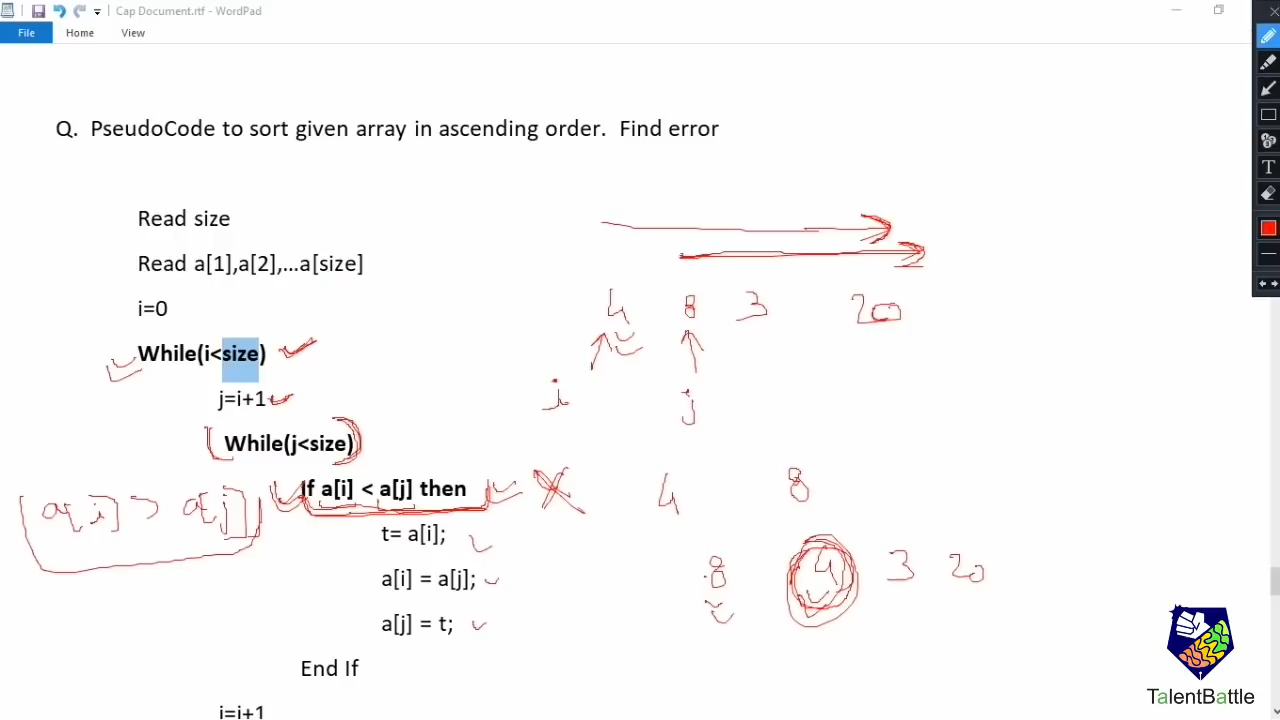 Cap Document.rtf - WordPad
File Home View
Q. PseudoCode to sort given array in ascending order. Find error
Read size
Read a[1],a[2],...a[size]
i=0
While(i<size)
j=i+1
While(j<size)
If a[i] < a[j] then
t= a[i];
a[i] = a[j];
a[j] = t;
End If
4 8 3 20
i j
4 8
a[i] > a[j]
8 4 3 20
T
TalentBattle